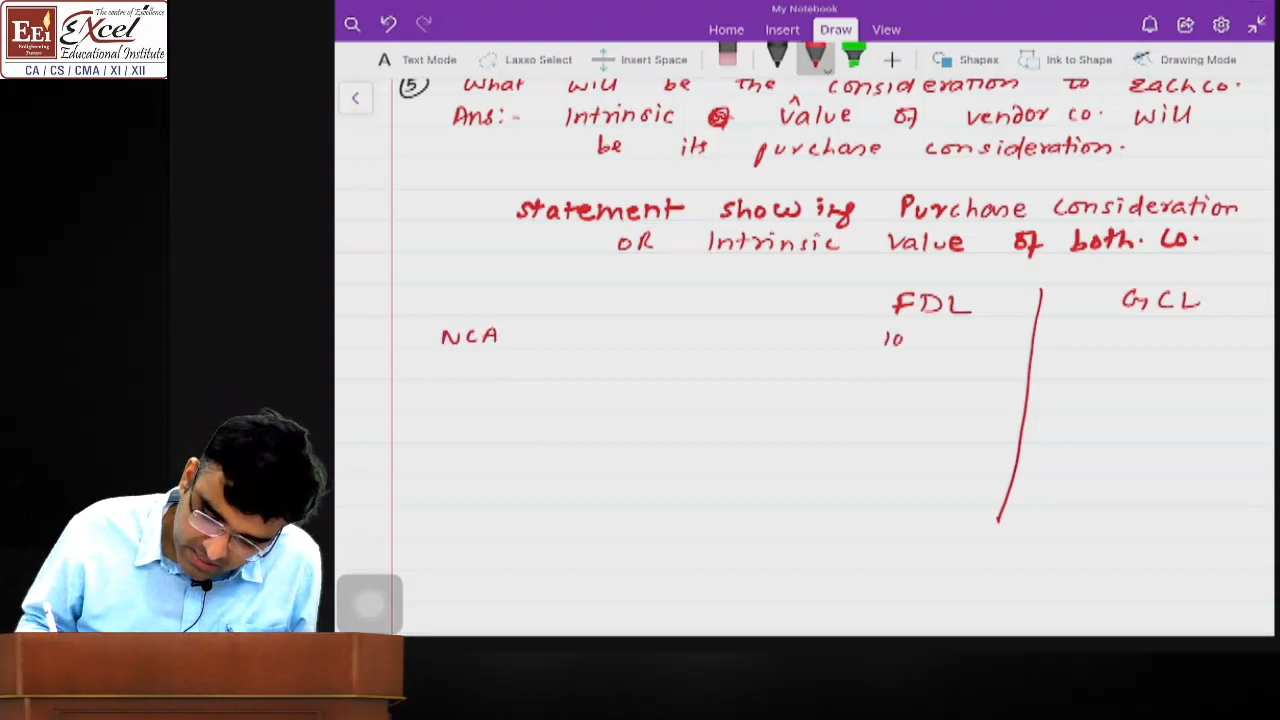 EEi
Enlightening Future
The centre of Excellence
EXcel
Educational Institute
CA / CS / CMA / XI / XII
My Notebook
Home Insert Draw View
A Text Mode Lasso Select Insert Space Shapes Ink to Shape Drawing Mode
(5) What will be the consideration to Each co.
Ans:- Intrinsic value of vendor co. will
be its purchase consideration.
Statement showing Purchase consideration
OR Intrinsic value of both. Co.
FDL GCL
NCA 10